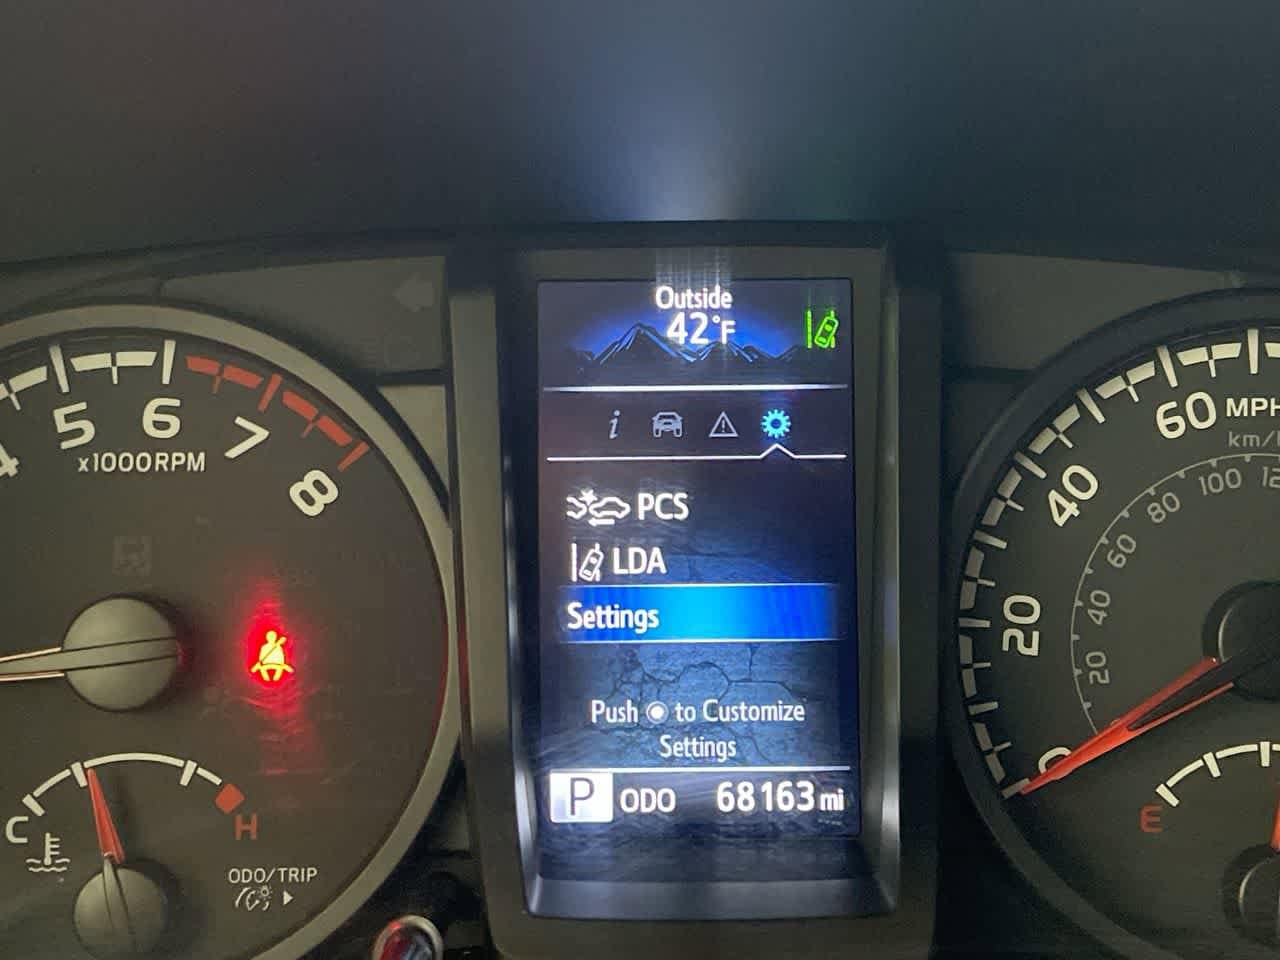 Outside
42°F
PCS
LDA
Settings
Push to Customize
Settings
P ODO 68163 mi
5 6 7 8
x1000RPM
C H
ODO/TRIP
0 20 40 60 MPH
km/h
20 40 60 80 100
E